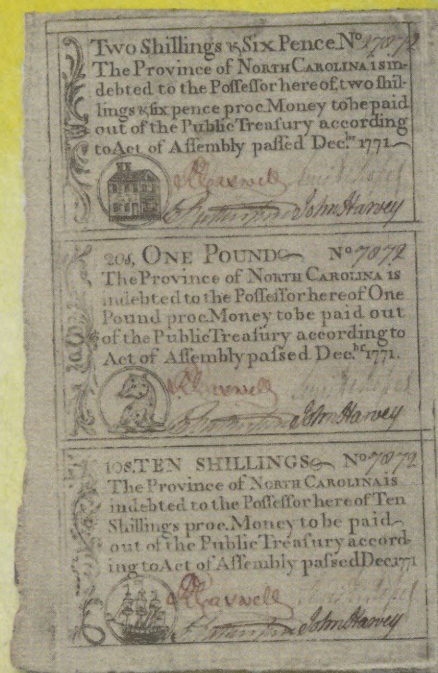 Two Shillings & Six Pence. No 17872
The Province of NORTH CAROLINA is in-
debted to the Possessor hereof, two shil-
lings & six pence proc. Money to be paid
out of the Public Treasury according
to Act of Assembly passed Decbr. 1771.
John Harvey
20s, ONE POUND No 7872
The Province of NORTH CAROLINA is
indebted to the Possessor hereof One
Pound proc. Money to be paid out
of the Public Treasury according to
Act of Assembly passed Decbr. 1771.
John Harvey
10s. TEN SHILLINGS No 7872
The Province of NORTH CAROLINA is
indebted to the Possessor hereof Ten
Shillings proc. Money to be paid
out of the Public Treasury accord-
ing to Act of Assembly passed Dec 1771
John Harvey